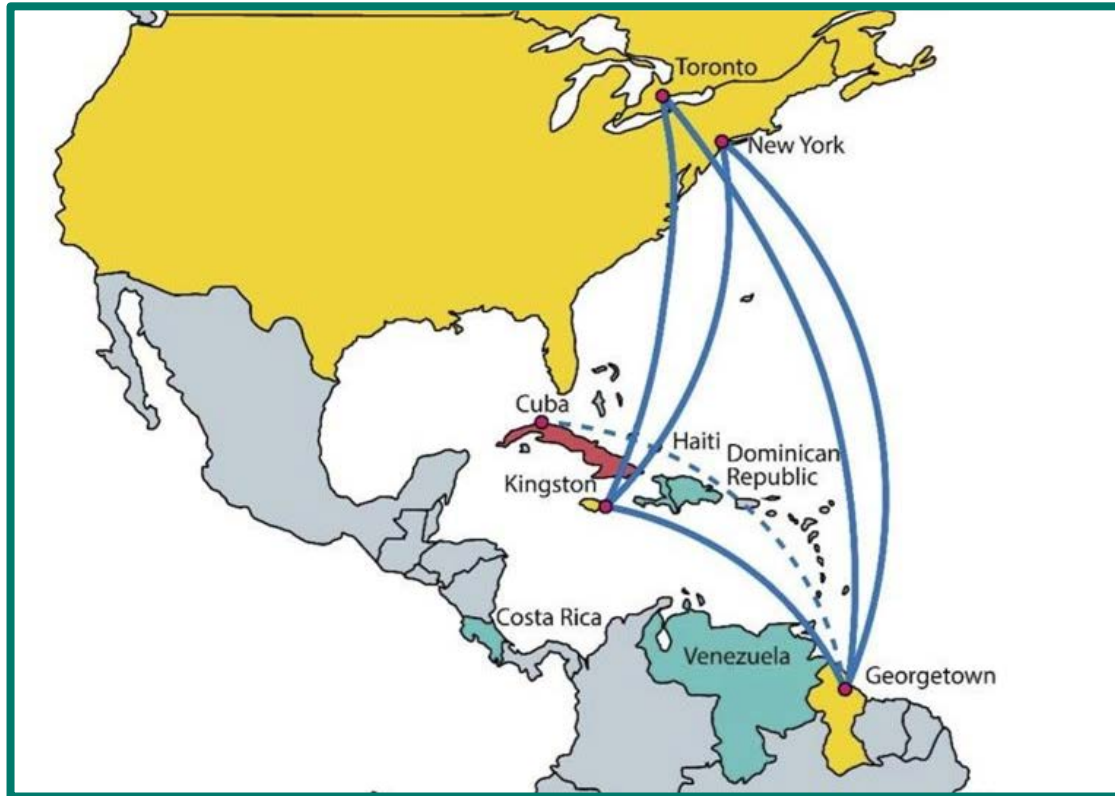 Toronto
New York
Cuba
Haiti
Dominican
Republic
Kingston
Costa Rica
Venezuela
Georgetown